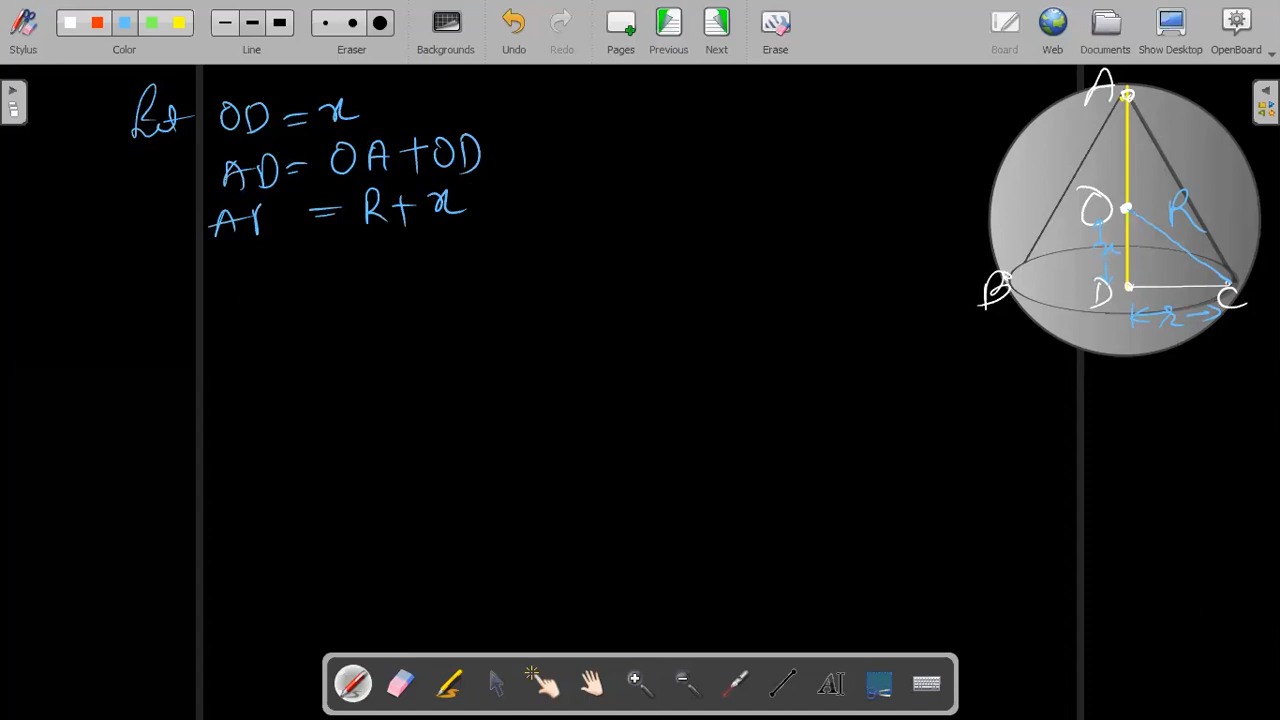 Stylus
Color
Line
Eraser
Backgrounds
Undo
Redo
Pages
Previous
Next
Erase
Board
Web
Documents
Show Desktop
OpenBoard
Let OD = x
AD = OA + OD
= R + x
A
O
R
x
B
D
C
r
AI